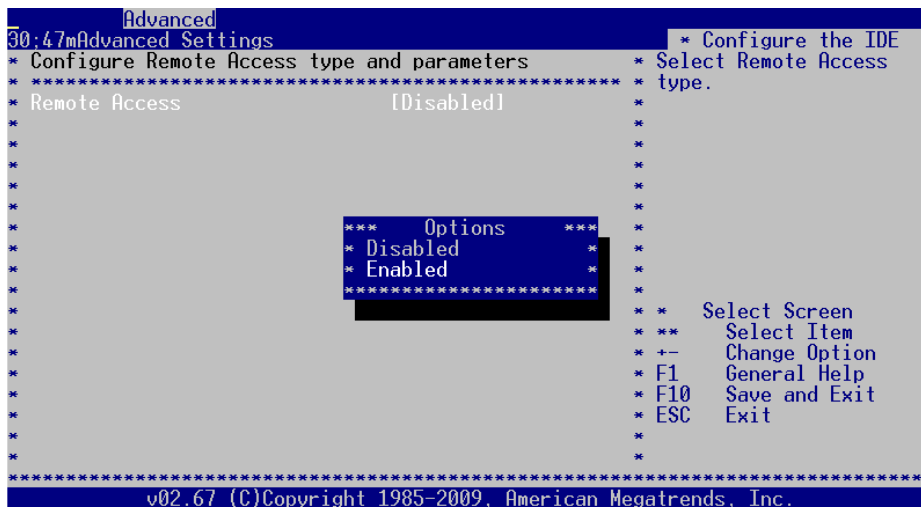 Advanced
30;47mAdvanced Settings * Configure the IDE
* Configure Remote Access type and parameters * Select Remote Access
* *************************************************** * type.
* Remote Access [Disabled] *
* *
* *
* *
* *
* *
* *** Options *** *
* * Disabled * *
* * Enabled * *
* ********************** *
* * * Select Screen
* * ** Select Item
* * +- Change Option
* * F1 General Help
* * F10 Save and Exit
* * ESC Exit
* *
* *
*******************************************************************************
v02.67 (C)Copyright 1985-2009, American Megatrends, Inc.